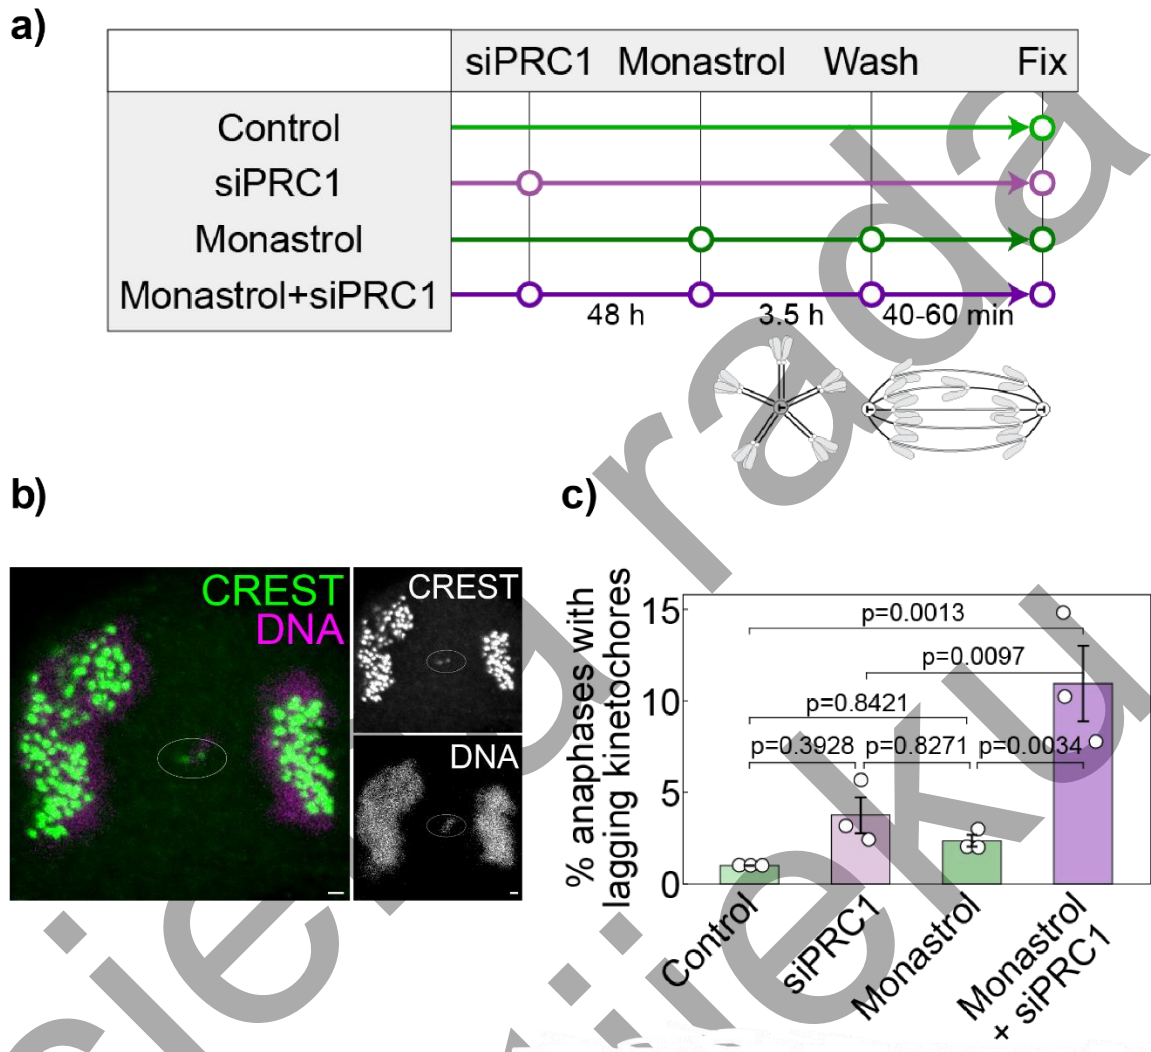 a)
siPRC1 Monastrol Wash Fix
Control
siPRC1
Monastrol
Monastrol+siPRC1
48 h 3.5 h 40-60 min
b)
CREST
DNA
CREST
DNA
c)
% anaphases with
lagging kinetochores
15
10
5
0
p=0.0013
p=0.0097
p=0.8421
p=0.3928 p=0.8271 p=0.0034
Control
siPRC1
Monastrol
Monastrol
+ siPRC1